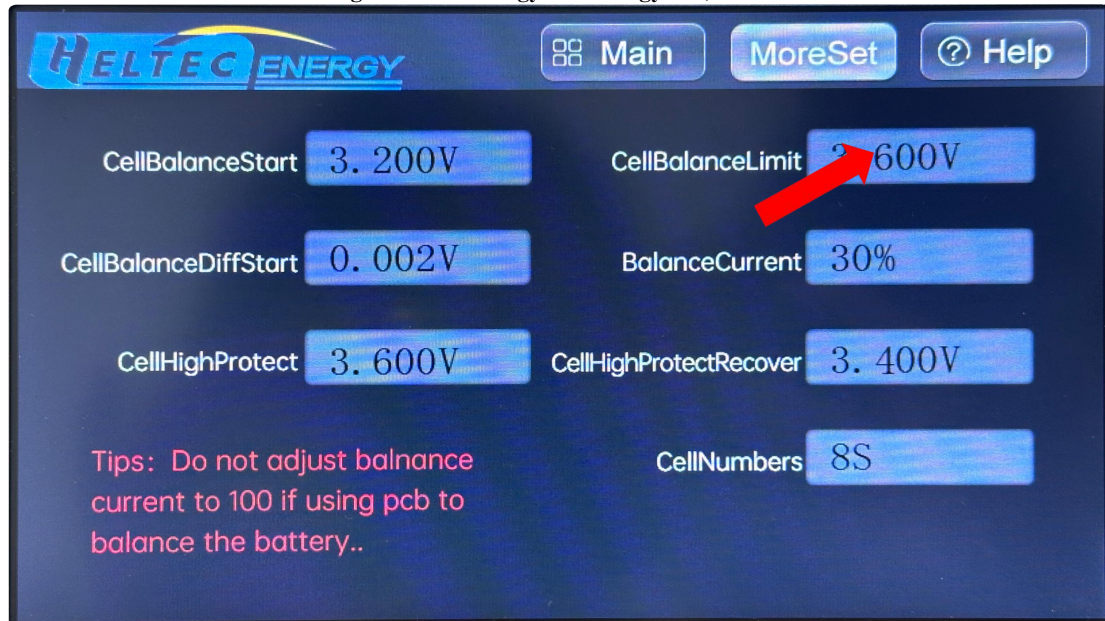 HELTEC ENERGY
Main
MoreSet
? Help
CellBalanceStart 3.200V
CellBalanceLimit 600V
CellBalanceDiffStart 0.002V
BalanceCurrent 30%
CellHighProtect 3.600V
CellHighProtectRecover 3.400V
Tips: Do not adjust balnance
current to 100 if using pcb to
balance the battery..
CellNumbers 8S